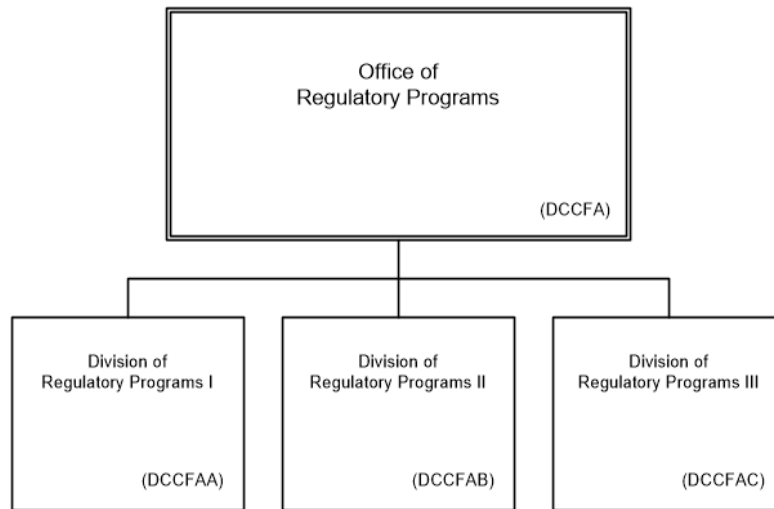 Office of
Regulatory Programs
(DCCFA)
Division of
Regulatory Programs I
(DCCFAA)
Division of
Regulatory Programs II
(DCCFAB)
Division of
Regulatory Programs III
(DCCFAC)